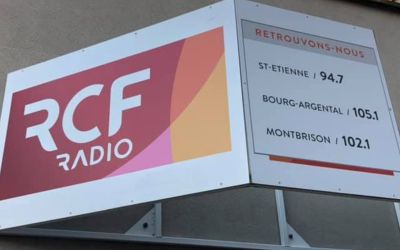 RCF
RADIO
RETROUVONS-NOUS
ST-ETIENNE / 94.7
BOURG-ARGENTAL / 105.1
MONTBRISON / 102.1